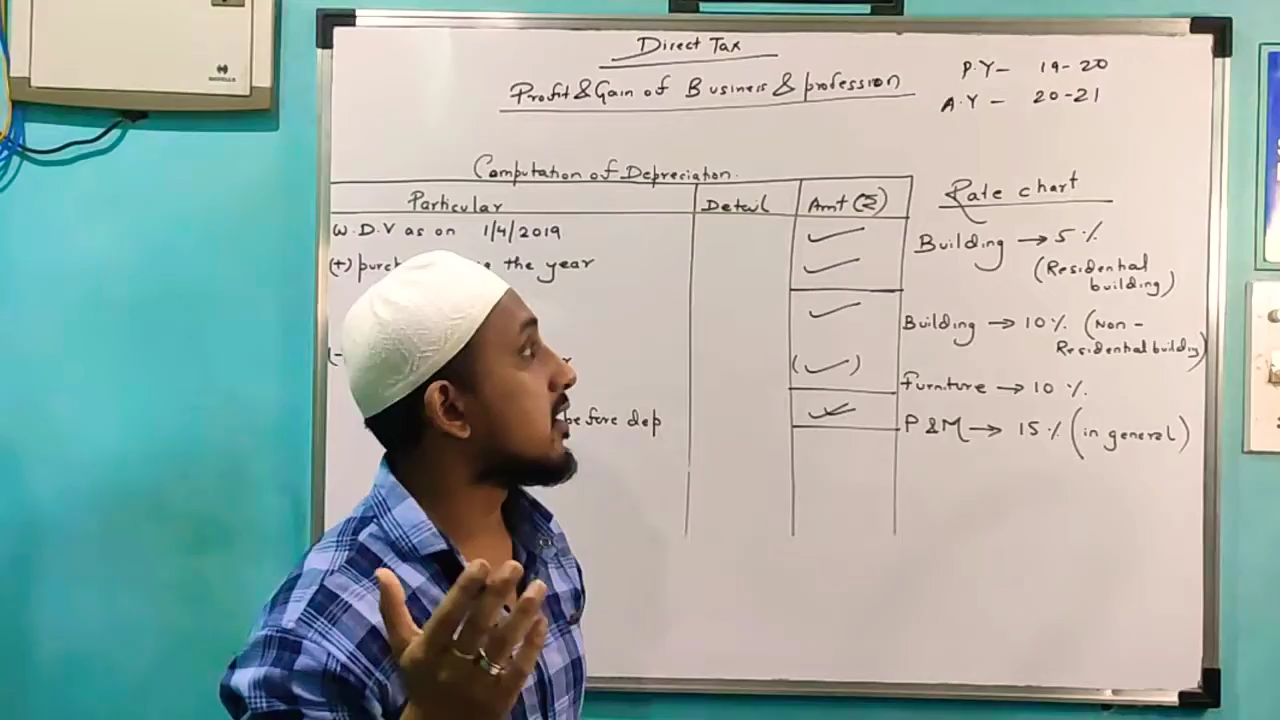 HAVELLS
Direct Tax
Profit & Gain of Business & profession
P.Y - 19-20
A.Y - 20-21
Computation of Depreciation.
Particular Detail Amt (₹)
W.D.V as on 1/4/2019
(+) the year
before dep
Rate chart
Building → 5%
(Residential
building)
Building → 10% (Non-
Residential building)
Furniture → 10%
P&M → 15% (in general)